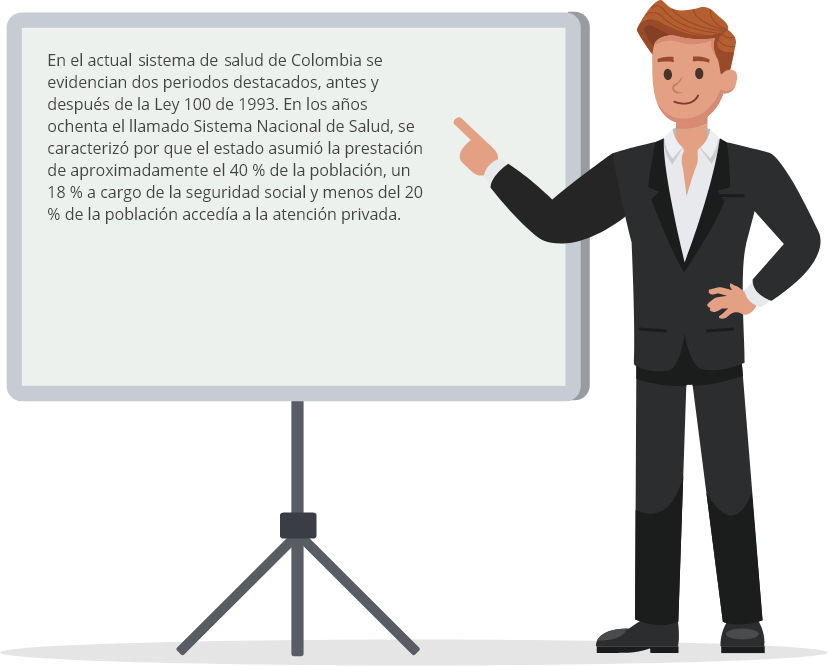 En el actual sistema de salud de Colombia se
evidencian dos periodos destacados, antes y
después de la Ley 100 de 1993. En los años
ochenta el llamado Sistema Nacional de Salud, se
caracterizó por que el estado asumió la prestación
de aproximadamente el 40 % de la población, un
18 % a cargo de la seguridad social y menos del 20
% de la población accedía a la atención privada.